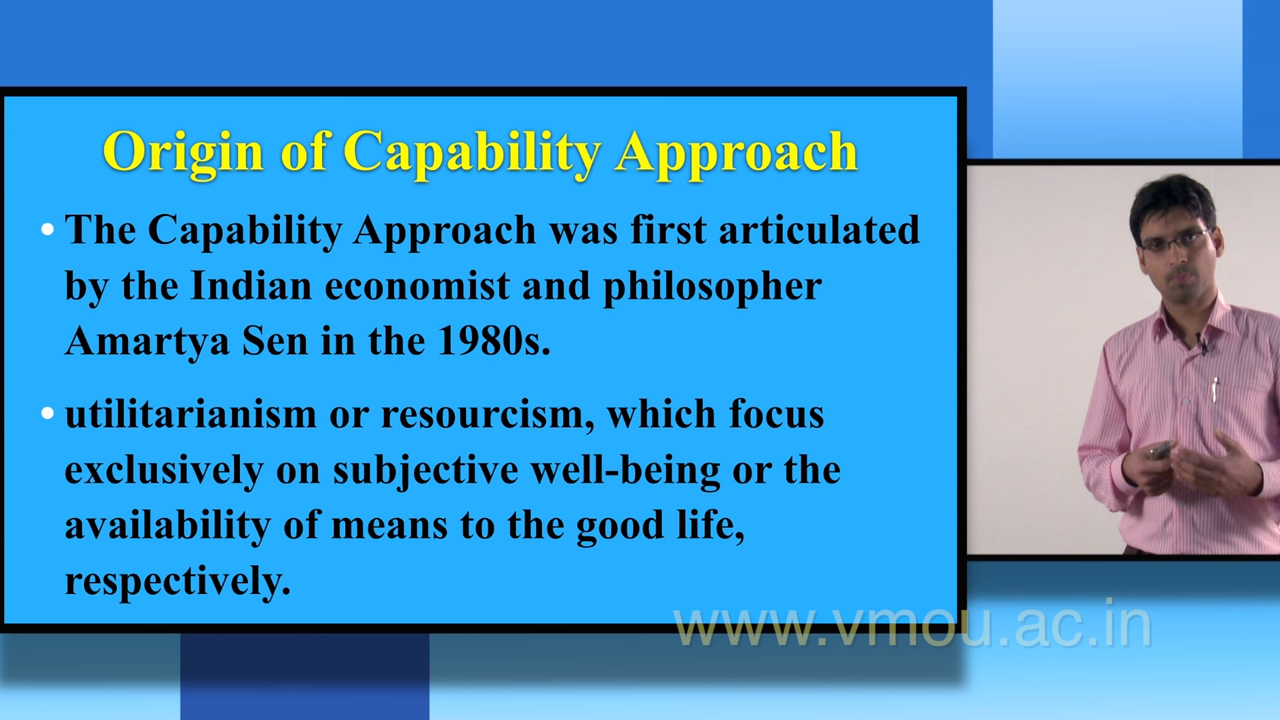 Origin of Capability Approach
• The Capability Approach was first articulated
by the Indian economist and philosopher
Amartya Sen in the 1980s.
• utilitarianism or resourcism, which focus
exclusively on subjective well-being or the
availability of means to the good life,
respectively.
www.vmou.ac.in